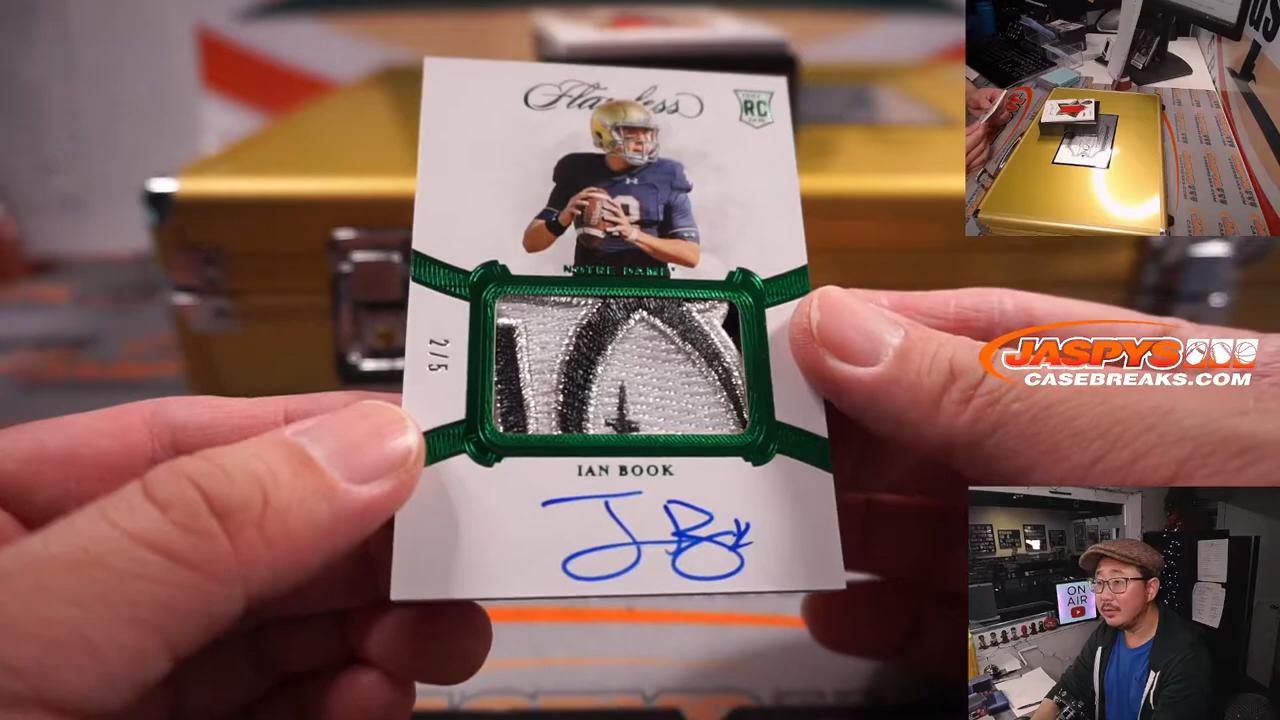 Flawless
RC
NOTRE DAME
2/5
IAN BOOK
JASPYS
CASEBREAKS.COM
ON
AIR